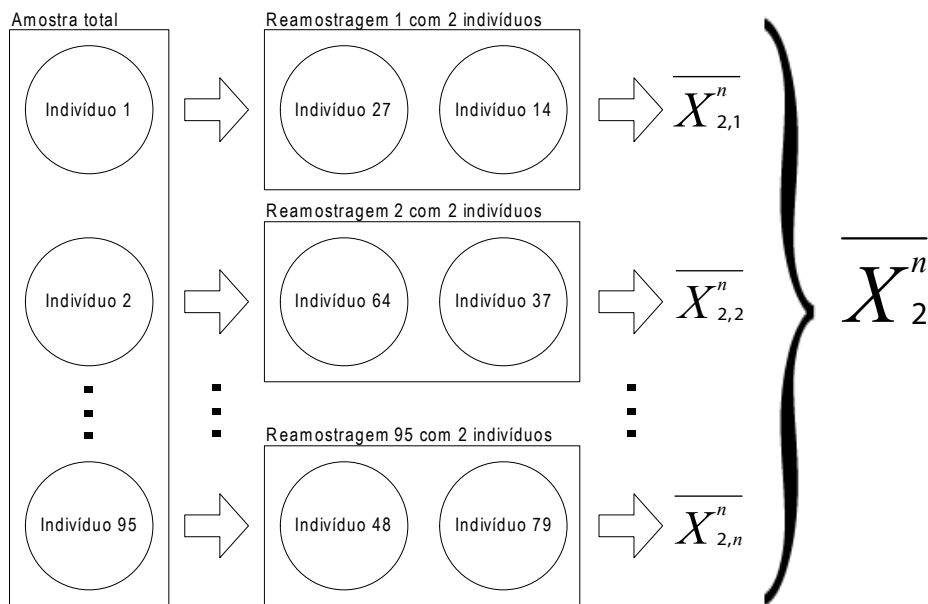 Amostra total
Reamostragem 1 com 2 indivíduos
Indivíduo 1
Indivíduo 27
Indivíduo 14
X̅ⁿ₂,₁
Reamostragem 2 com 2 indivíduos
Indivíduo 2
Indivíduo 64
Indivíduo 37
X̅ⁿ₂,₂
X̅ⁿ₂
Reamostragem 95 com 2 indivíduos
Indivíduo 95
Indivíduo 48
Indivíduo 79
X̅ⁿ₂,ₙ